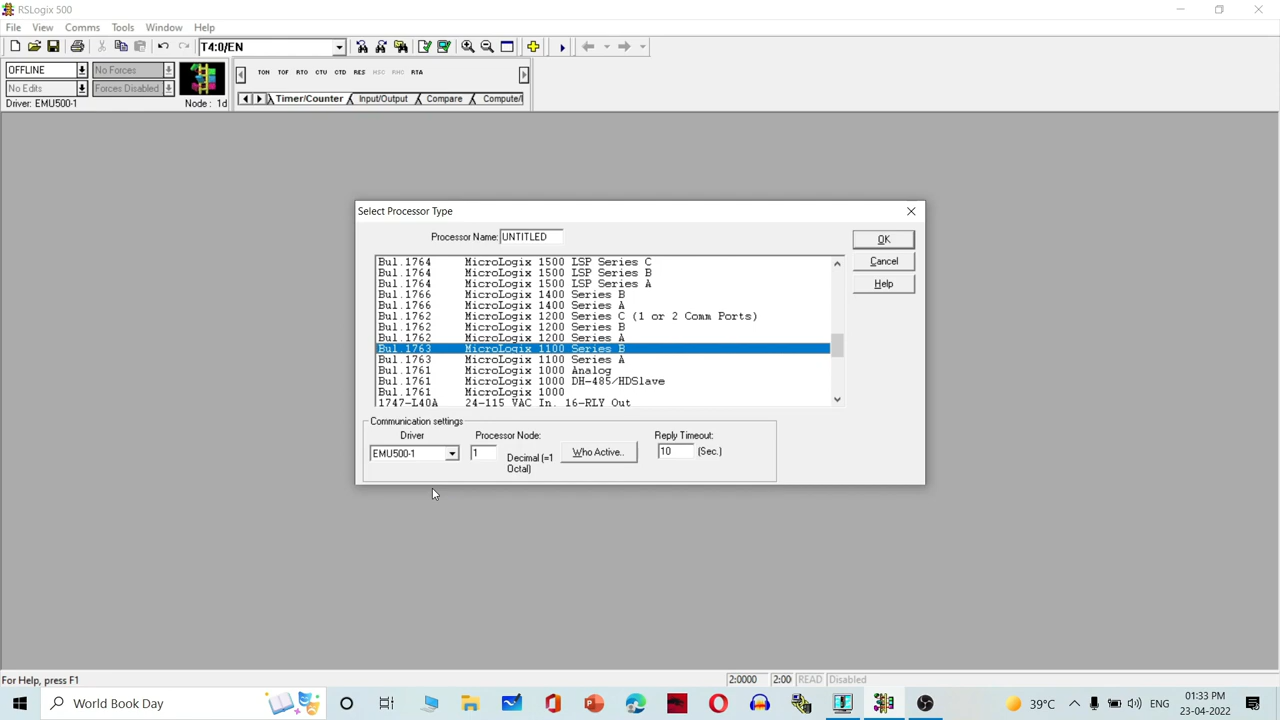 RSLogix 500
File View Comms Tools Window Help
T4:0/EN
OFFLINE No Forces
No Edits Forces Disabled
Driver: EMU500-1 Node : 1d
TON TOF RTO CTU CTD RES HSC RHC RTA
Timer/Counter Input/Output Compare Compute/
Select Processor Type
Processor Name: UNTITLED
OK
Cancel
Help
Bul.1764 MicroLogix 1500 LSP Series C
Bul.1764 MicroLogix 1500 LSP Series B
Bul.1764 MicroLogix 1500 LSP Series A
Bul.1766 MicroLogix 1400 Series B
Bul.1766 MicroLogix 1400 Series A
Bul.1762 MicroLogix 1200 Series C (1 or 2 Comm Ports)
Bul.1762 MicroLogix 1200 Series B
Bul.1762 MicroLogix 1200 Series A
Bul.1763 MicroLogix 1100 Series B
Bul.1763 MicroLogix 1100 Series A
Bul.1761 MicroLogix 1000 Analog
Bul.1761 MicroLogix 1000 DH-485/HDSlave
Bul.1761 MicroLogix 1000
1747-L40A 24-115 VAC In. 16-RLY Out
Communication settings
Driver Processor Node: Reply Timeout:
EMU500-1 1 Decimal (=1 Octal) Who Active.. 10 (Sec.)
For Help, press F1
2:0000 2:00 READ Disabled
World Book Day
39°C ENG
01:33 PM
23-04-2022